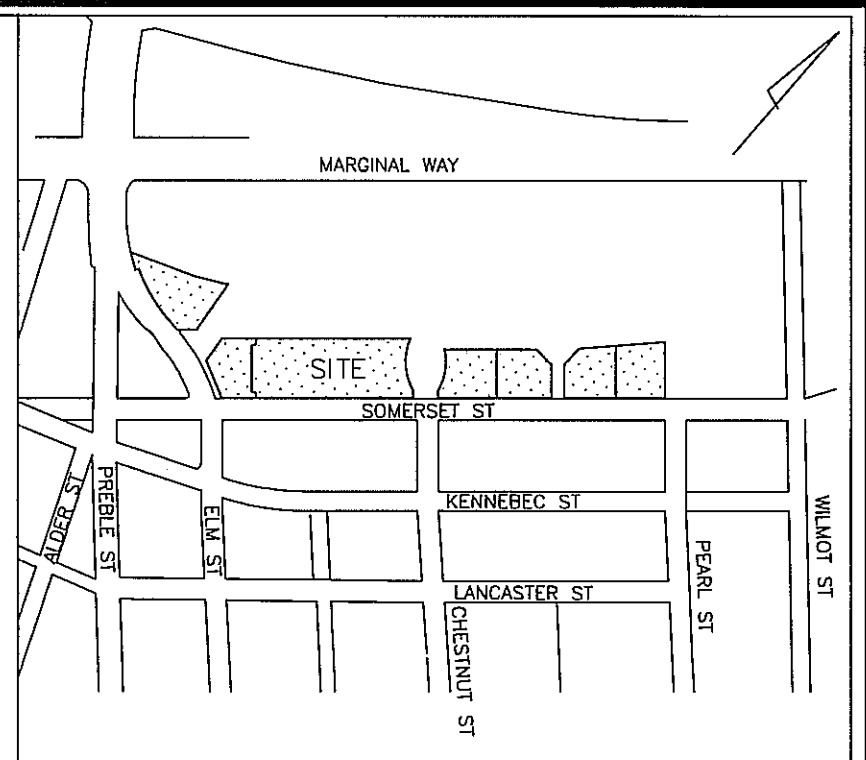 MARGINAL WAY
SITE
SOMERSET ST
ALDER ST
PREBLE ST
ELM ST
KENNEBEC ST
LANCASTER ST
CHESTNUT ST
PEARL ST
WILMOT ST